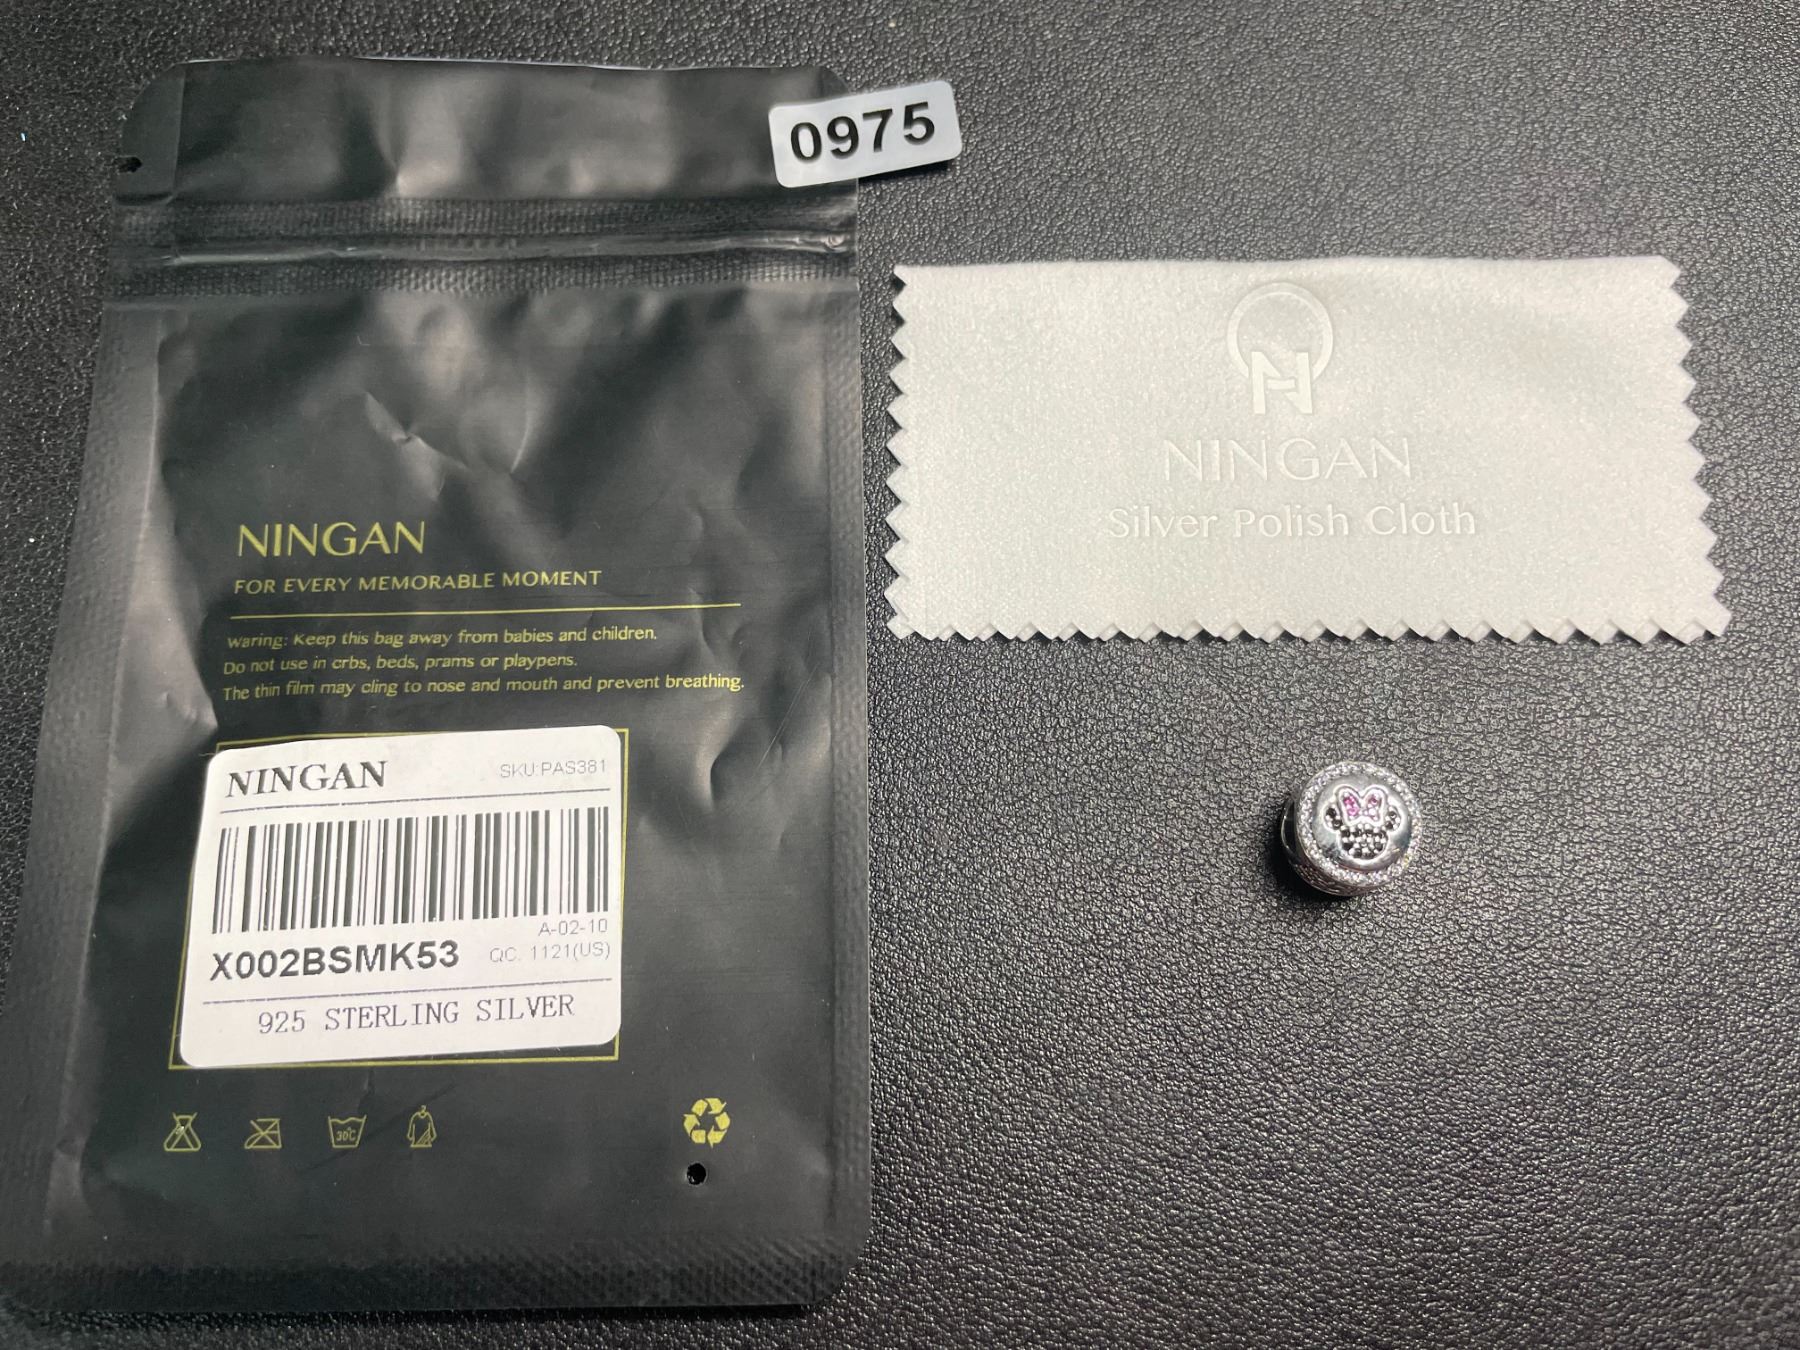 0975
NINGAN
FOR EVERY MEMORABLE MOMENT
Waring: Keep this bag away from babies and children.
Do not use in crbs, beds, prams or playpens.
The thin film may cling to nose and mouth and prevent breathing.
NINGAN SKU:PAS381
A-02-10
X002BSMK53 QC. 1121(US)
925 STERLING SILVER
30°C
N
NINGAN
Silver Polish Cloth